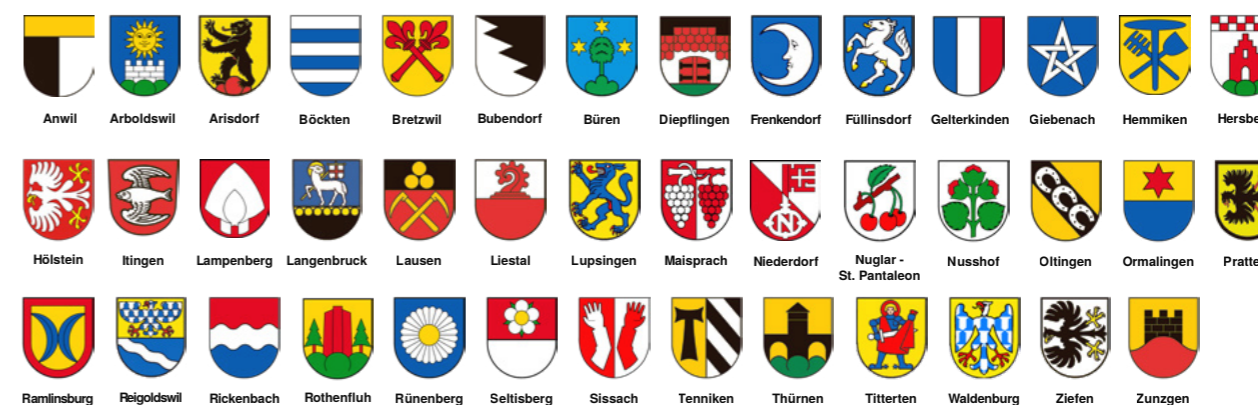 Anwil Arboldswil Arisdorf Böckten Bretzwil Bubendorf Büren Diepflingen Frenkendorf Füllinsdorf Gelterkinden Giebenach Hemmiken Hersbe
Hölstein Itingen Lampenberg Langenbruck Lausen Liestal Lupsingen Maisprach Niederdorf Nuglar - Nusshof Oltingen Ormalingen Pratte
St. Pantaleon
Ramlinsburg Reigoldswil Rickenbach Rothenfluh Rünenberg Seltisberg Sissach Tenniken Thürnen Titterten Waldenburg Ziefen Zunzgen